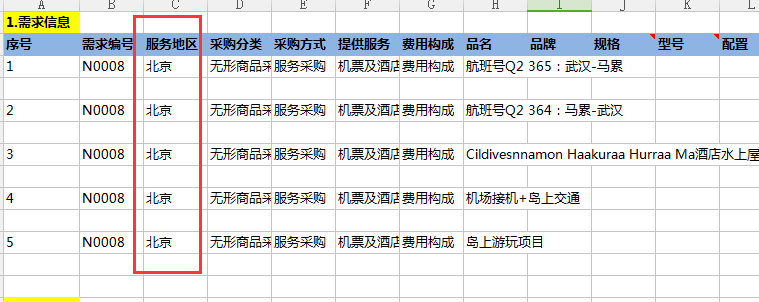 A B C D E F G H I J K L
1.需求信息
序号 需求编号 服务地区 采购分类 采购方式 提供服务 费用构成 品名 品牌 规格 型号 配置
1 N0008 北京 无形商品采 服务采购 机票及酒店 费用构成 航班号Q2 365：武汉-马累
2 N0008 北京 无形商品采 服务采购 机票及酒店 费用构成 航班号Q2 364：马累-武汉
3 N0008 北京 无形商品采 服务采购 机票及酒店 费用构成 Cildivesnnamon Haakuraa Hurraa Ma酒店水上屋
4 N0008 北京 无形商品采 服务采购 机票及酒店 费用构成 机场接机+岛上交通
5 N0008 北京 无形商品采 服务采购 机票及酒店 费用构成 岛上游玩项目